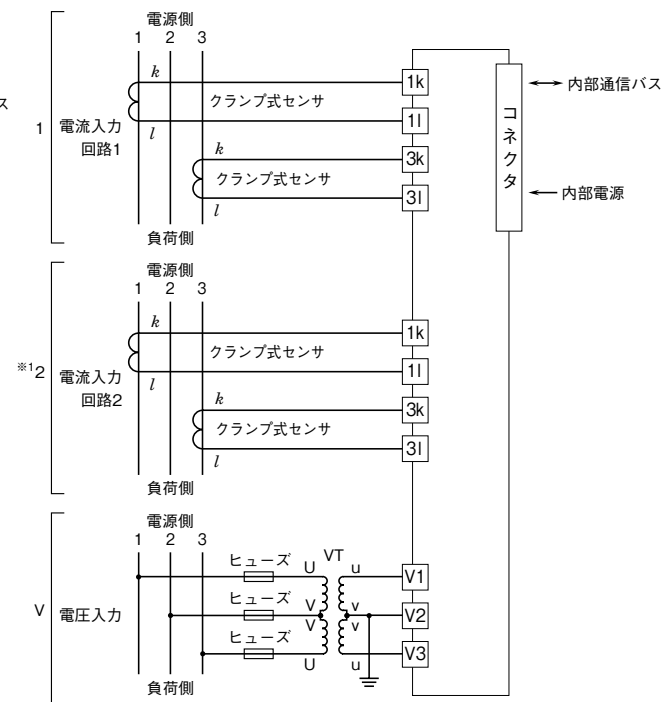 電源側
1 2 3
k
1k
内部通信バス
ス
クランプ式センサ
コネクタ
1
電流入力
回路1
l
1l
k
3k
クランプ式センサ
内部電源
l
3l
負荷側
電源側
1 2 3
k
1k
クランプ式センサ
※1 2
電流入力
回路2
l
1l
k
3k
クランプ式センサ
l
3l
負荷側
電源側
1 2 3
ヒューズ
VT
U u
V1
ヒューズ
V v
V2
V
電圧入力
V v
ヒューズ
V3
U u
負荷側